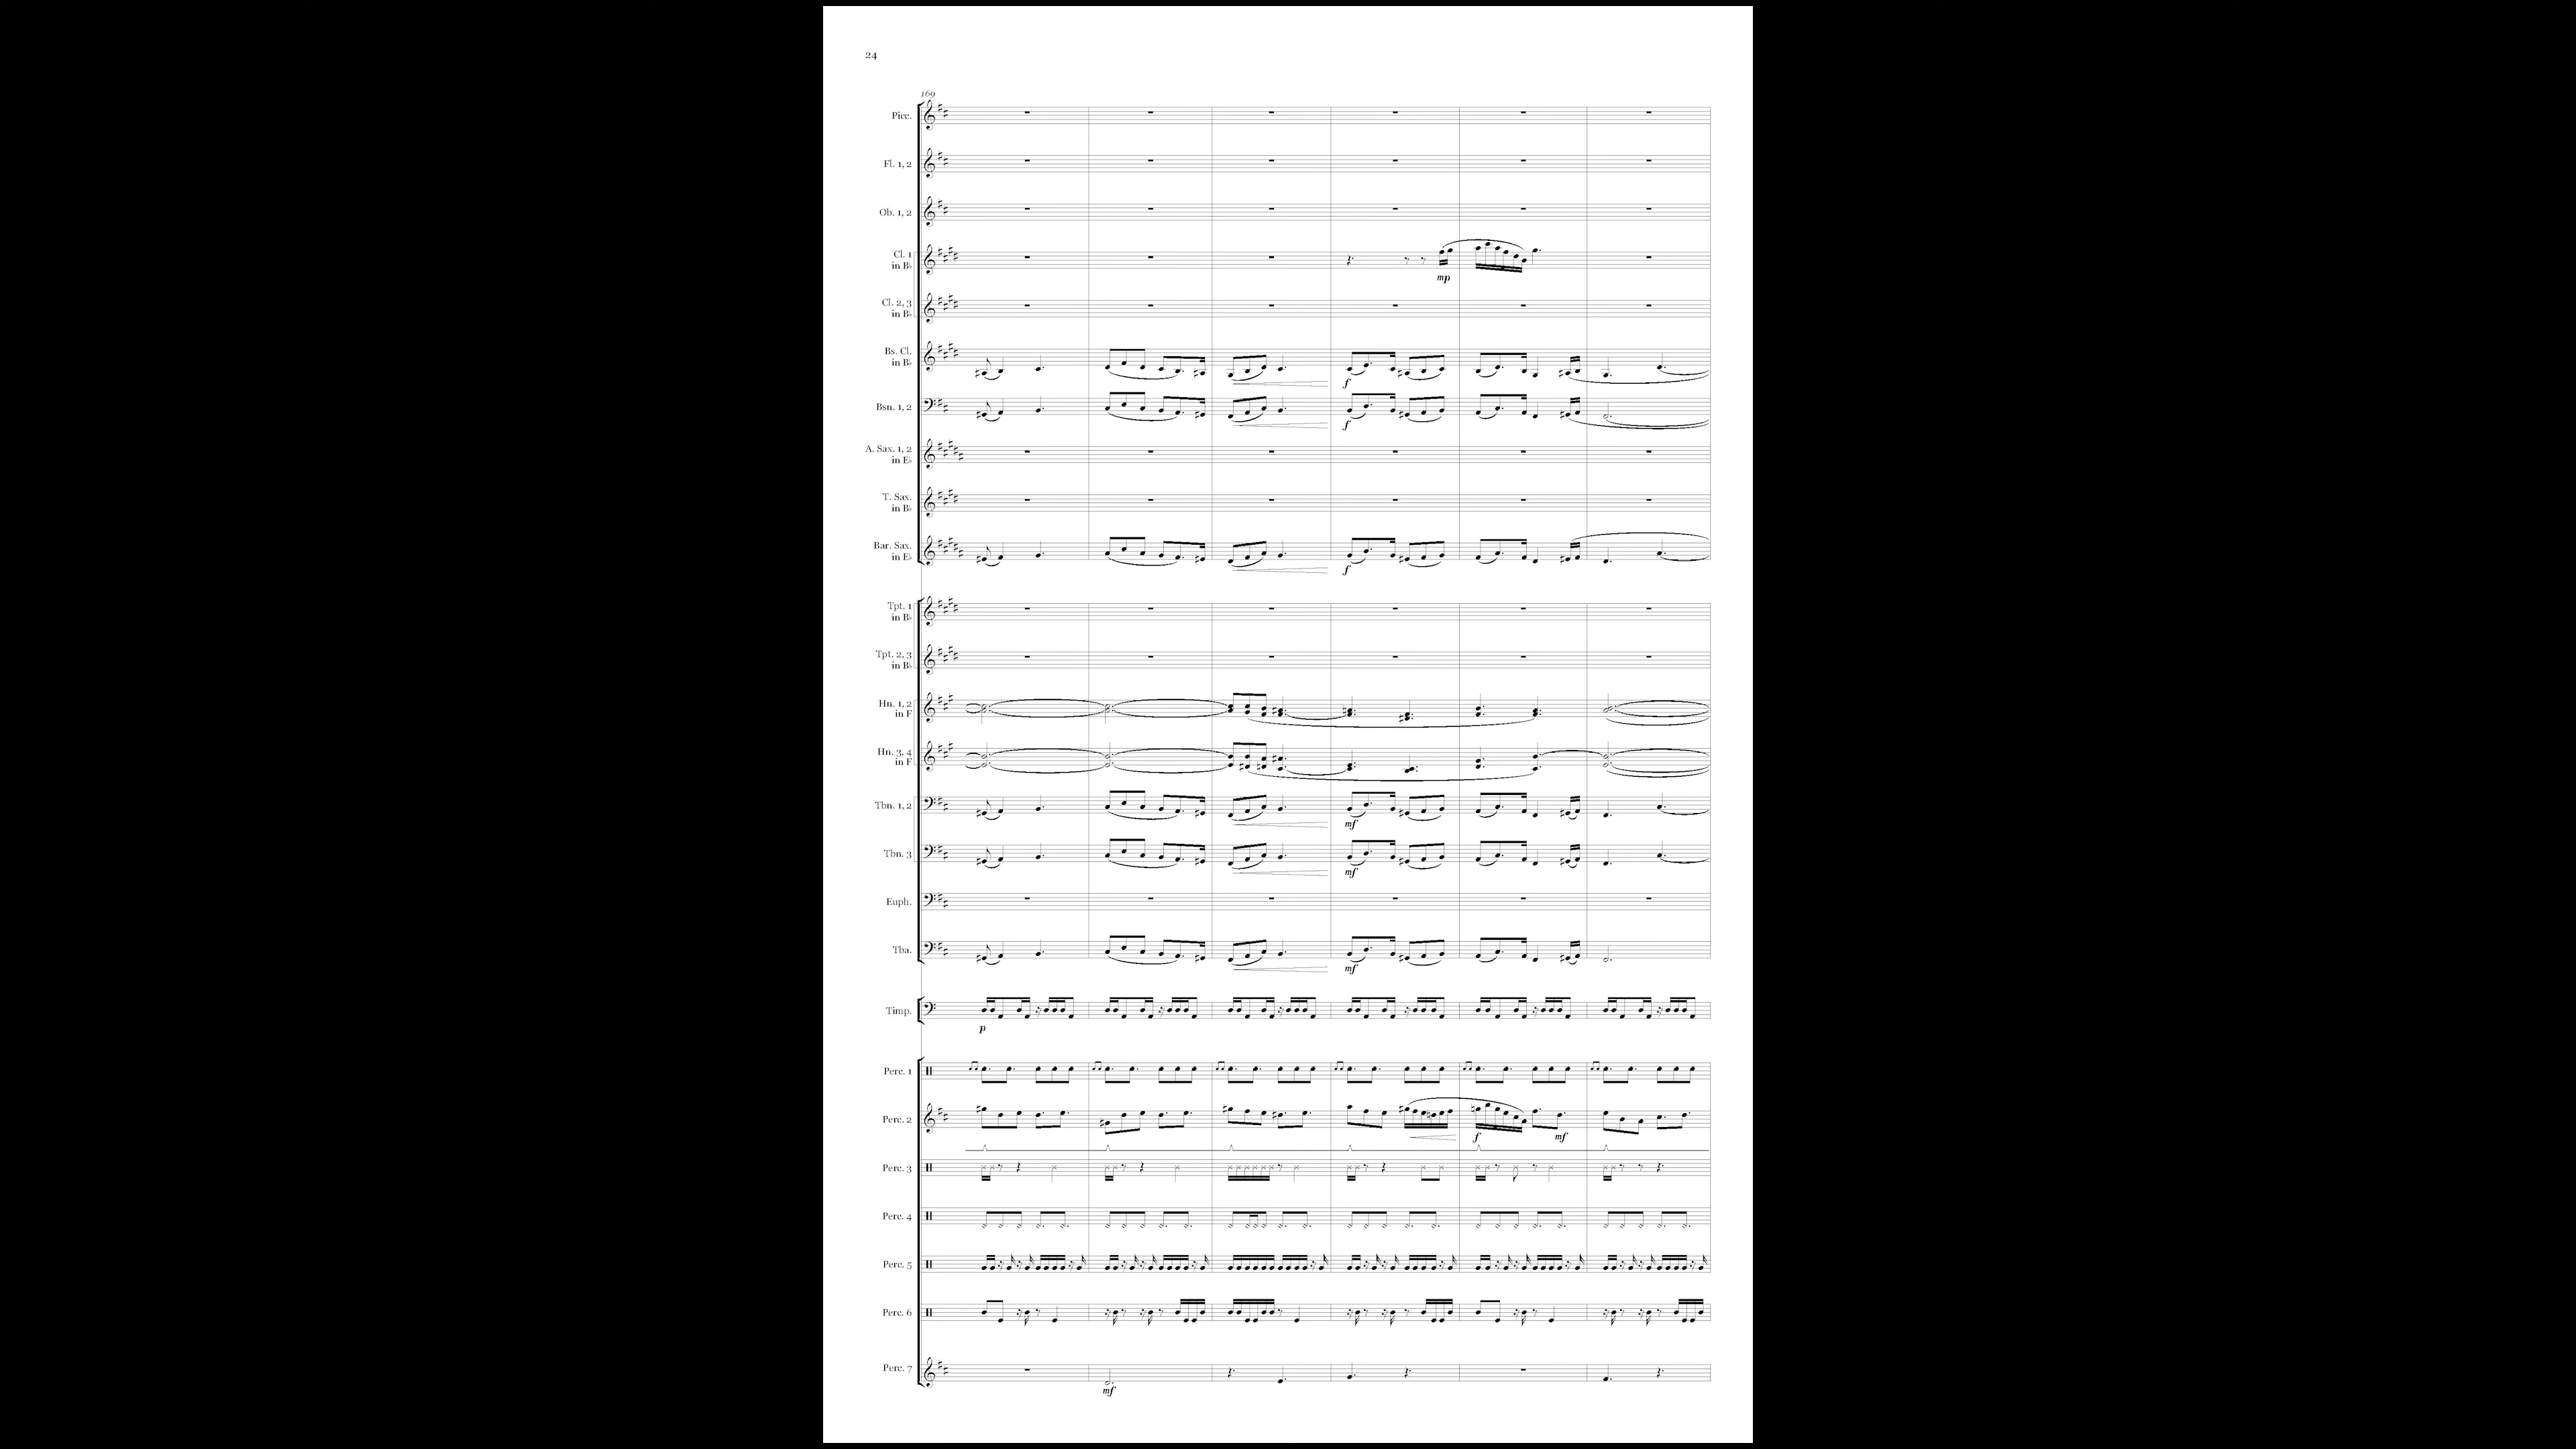 24
169
Picc.
Fl. 1, 2
Ob. 1, 2
Cl. 1
in B♭
mp
Cl. 2, 3
in B♭
Bs. Cl.
in B♭
f
Bsn. 1, 2
f
A. Sax. 1, 2
in E♭
T. Sax.
in B♭
Bar. Sax.
in E♭
f
Tpt. 1
in B♭
Tpt. 2, 3
in B♭
Hn. 1, 2
in F
Hn. 3, 4
in F
Tbn. 1, 2
mf
Tbn. 3
mf
Euph.
Tba.
mf
Timp.
p
Perc. 1
Perc. 2
f mf
Perc. 3
Perc. 4
Perc. 5
Perc. 6
Perc. 7
mf